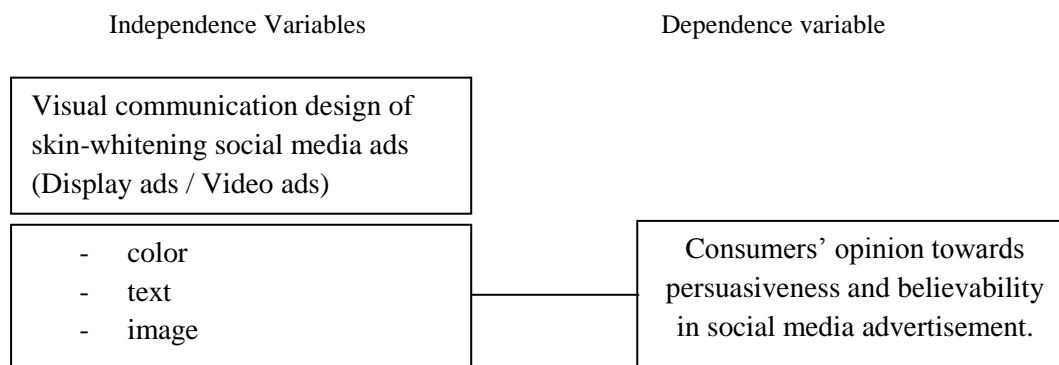 Independence Variables
Dependence variable
Visual communication design of
skin-whitening social media ads
(Display ads / Video ads)
- color
- text
- image
Consumers’ opinion towards
persuasiveness and believability
in social media advertisement.